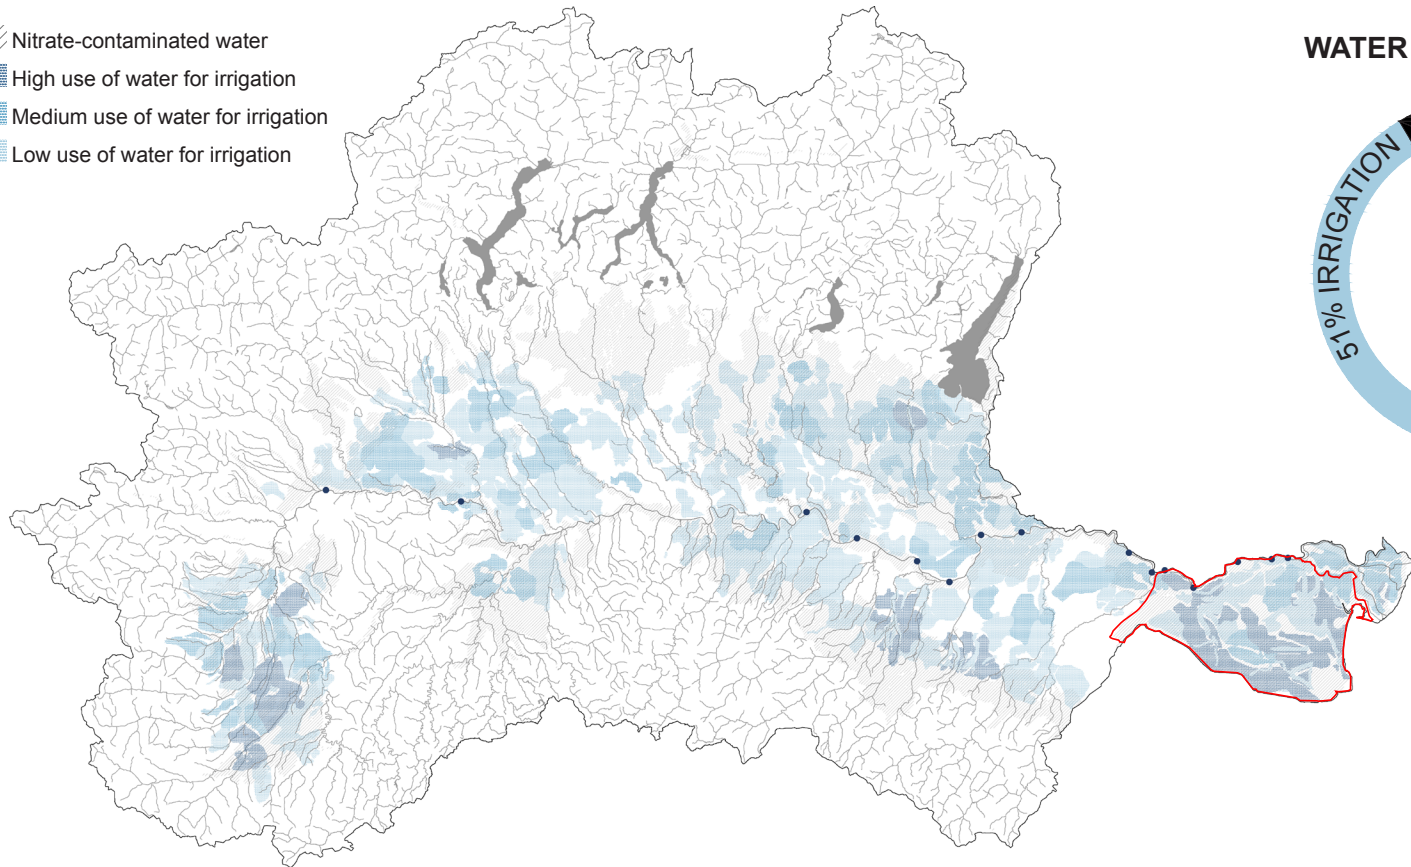 Nitrate-contaminated water
High use of water for irrigation
Medium use of water for irrigation
Low use of water for irrigation
WATER
51% IRRIGATION